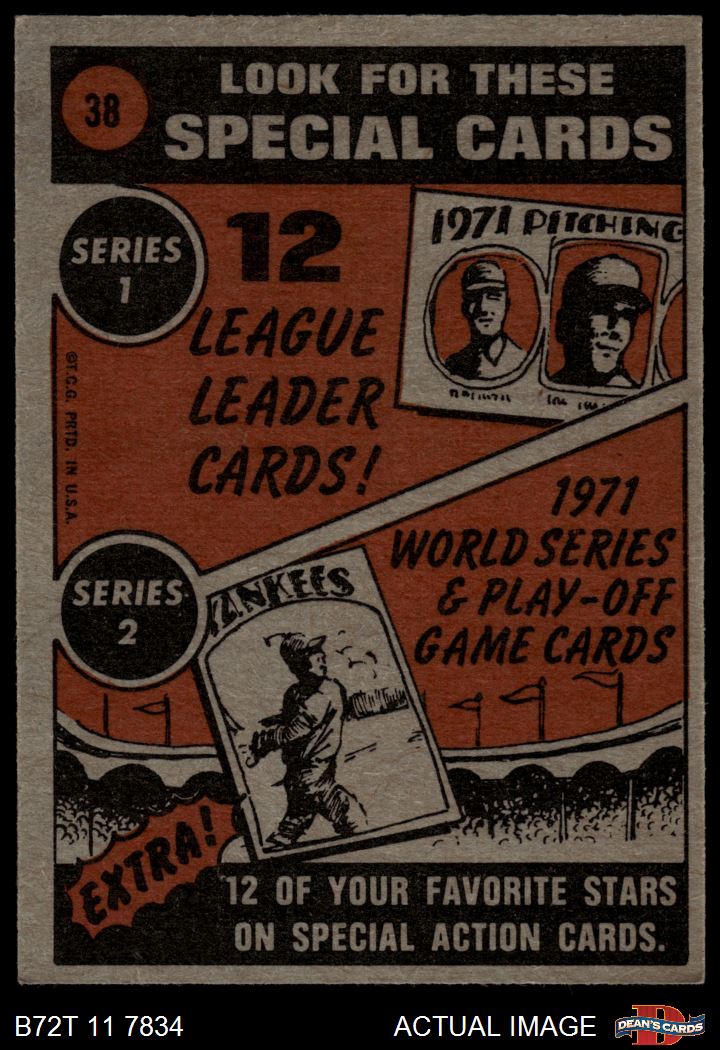 38
LOOK FOR THESE
SPECIAL CARDS
SERIES
1
12
LEAGUE
LEADER
CARDS!
1971 PITCHING
©T.C.G. PRTD. IN U.S.A.
1971
WORLD SERIES
& PLAY-OFF
GAME CARDS
SERIES
2
YANKEES
EXTRA!
12 OF YOUR FAVORITE STARS
ON SPECIAL ACTION CARDS.
B72T 11 7834
ACTUAL IMAGE
DEAN'S CARDS